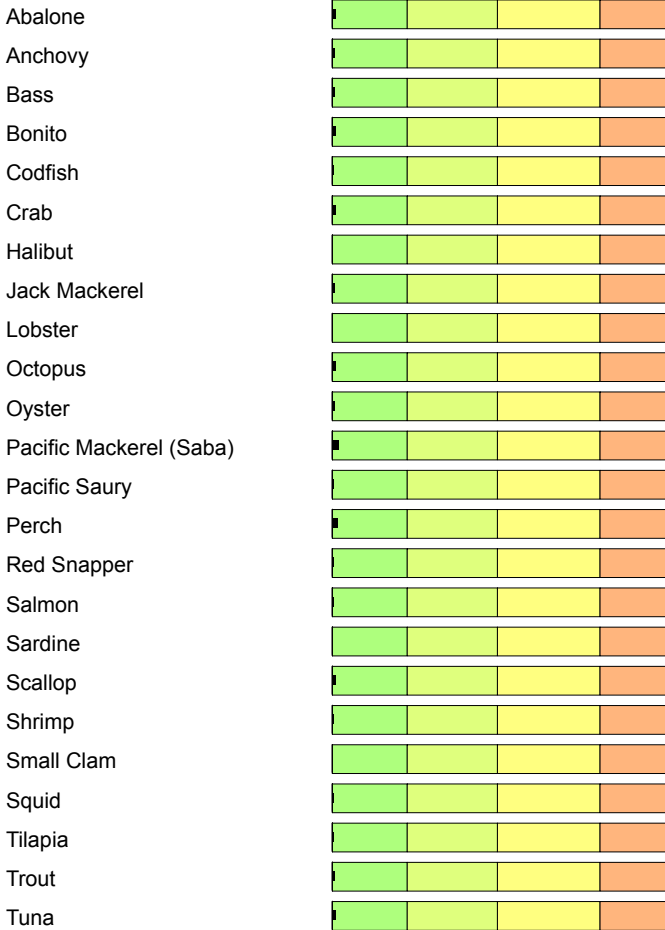 Abalone
Anchovy
Bass
Bonito
Codfish
Crab
Halibut
Jack Mackerel
Lobster
Octopus
Oyster
Pacific Mackerel (Saba)
Pacific Saury
Perch
Red Snapper
Salmon
Sardine
Scallop
Shrimp
Small Clam
Squid
Tilapia
Trout
Tuna